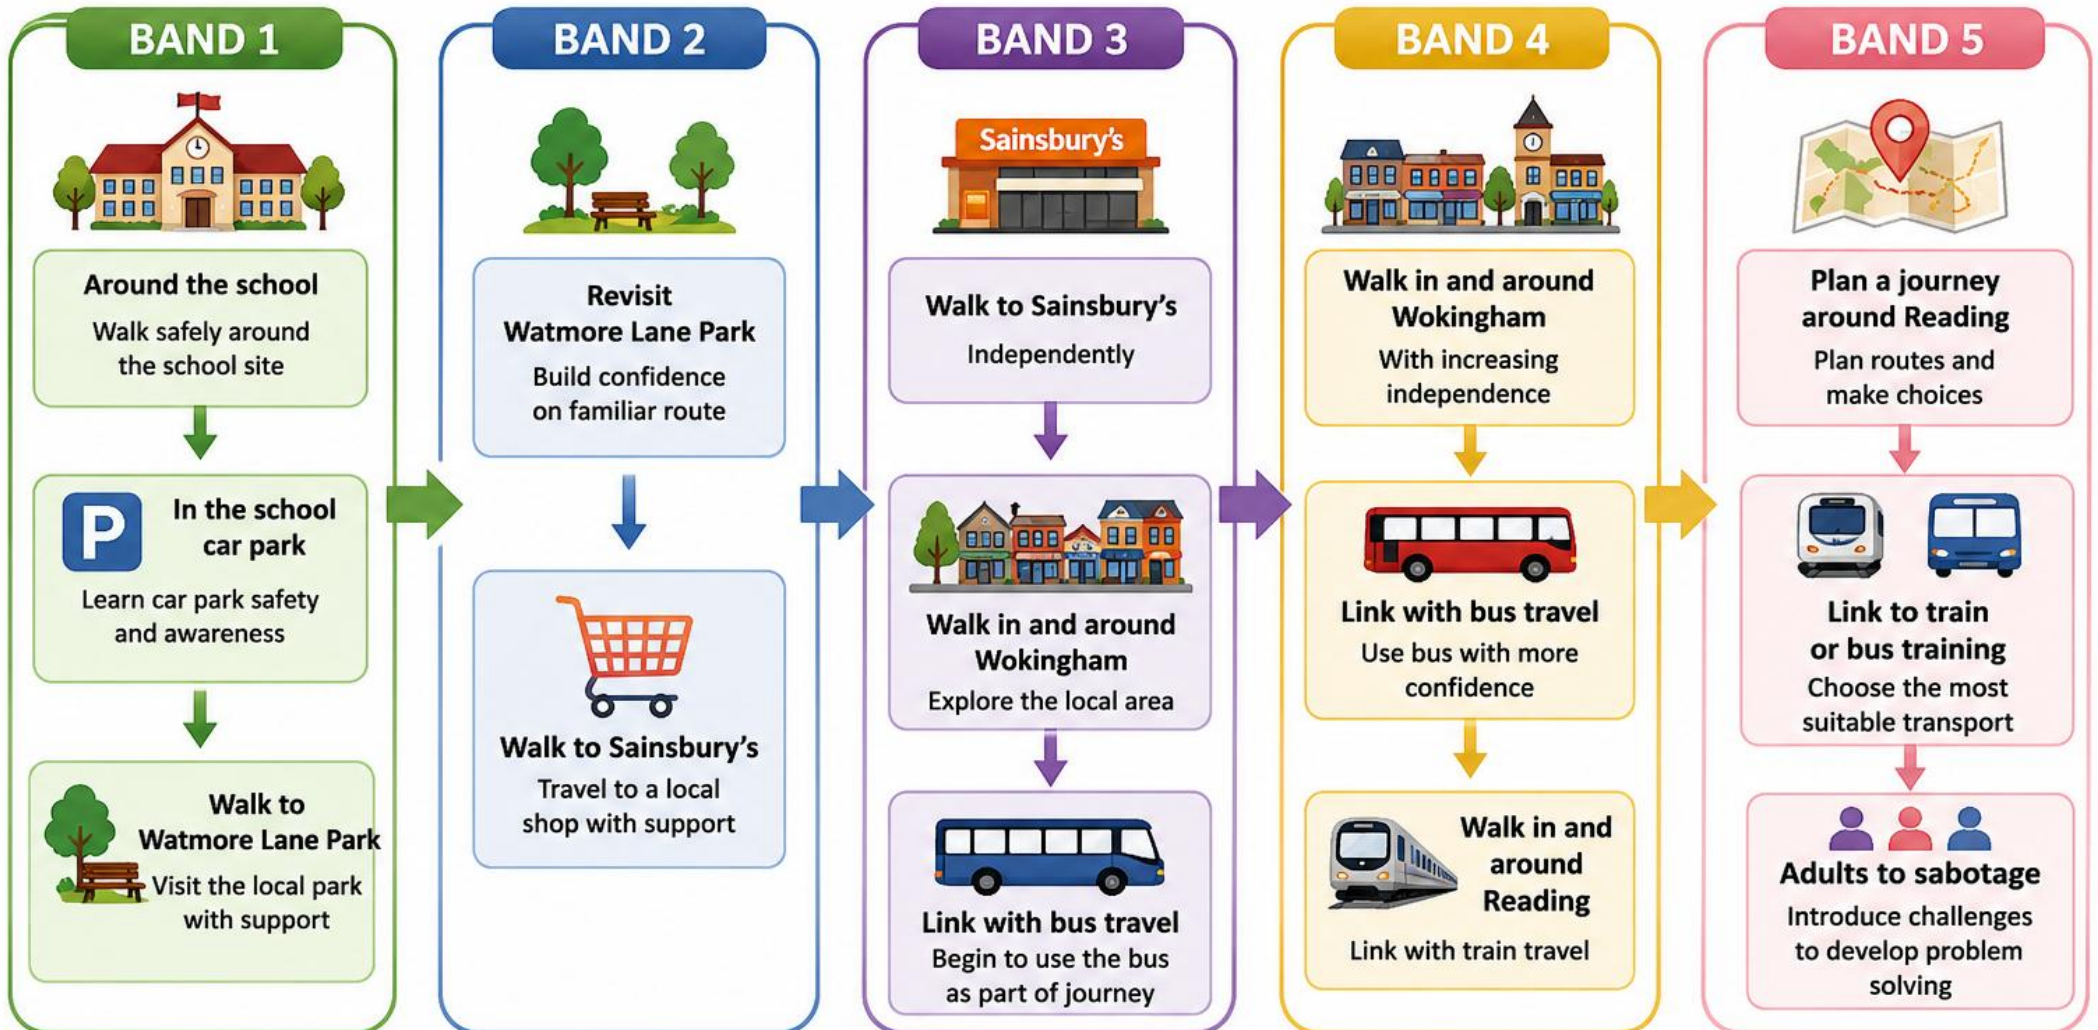 BAND 1
Around the school
Walk safely around
the school site
P
In the school
car park
Learn car park safety
and awareness
Walk to
Watmore Lane Park
Visit the local park
with support
BAND 2
Revisit
Watmore Lane Park
Build confidence
on familiar route
Walk to Sainsbury's
Travel to a local
shop with support
BAND 3
Sainsbury's
Walk to Sainsbury's
Independently
Walk in and around
Wokingham
Explore the local area
Link with bus travel
Begin to use the bus
as part of journey
BAND 4
Walk in and around
Wokingham
With increasing
independence
Link with bus travel
Use bus with more
confidence
Walk in and
around
Reading
Link with train travel
BAND 5
Plan a journey
around Reading
Plan routes and
make choices
Link to train
or bus training
Choose the most
suitable transport
Adults to sabotage
Introduce challenges
to develop problem
solving